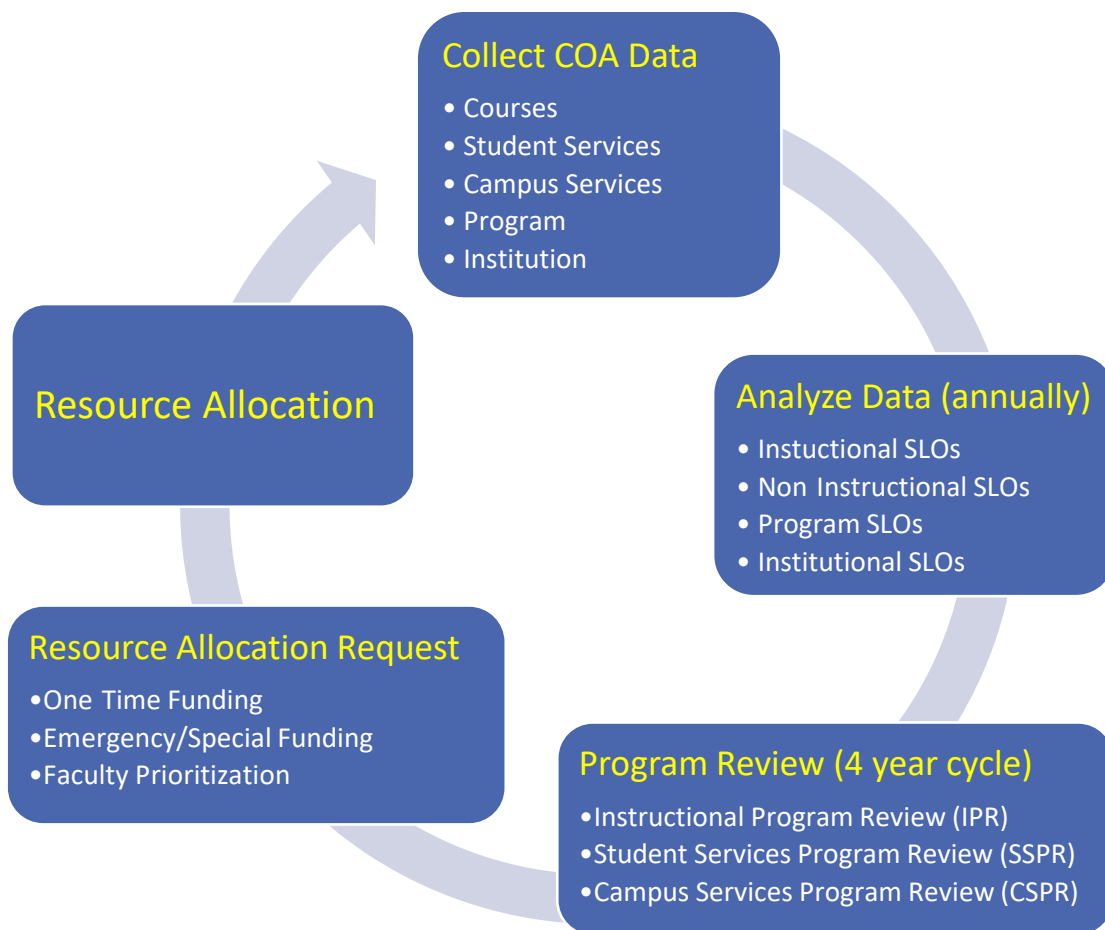 Collect COA Data
• Courses
• Student Services
• Campus Services
• Program
• Institution
Analyze Data (annually)
• Instuctional SLOs
• Non Instructional SLOs
• Program SLOs
• Institutional SLOs
Program Review (4 year cycle)
•Instructional Program Review (IPR)
•Student Services Program Review (SSPR)
•Campus Services Program Review (CSPR)
Resource Allocation Request
•One Time Funding
•Emergency/Special Funding
•Faculty Prioritization
Resource Allocation